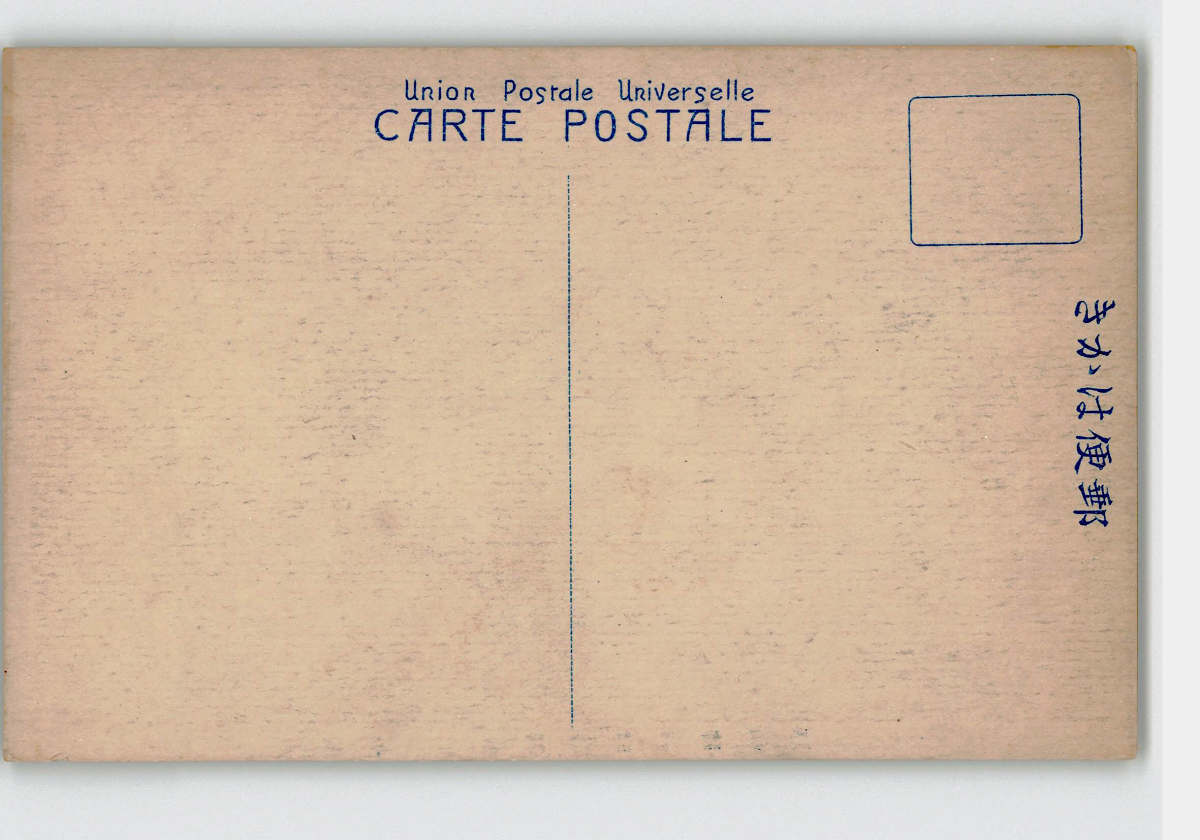 Union Postale Universelle
CARTE POSTALE
郵便はがき